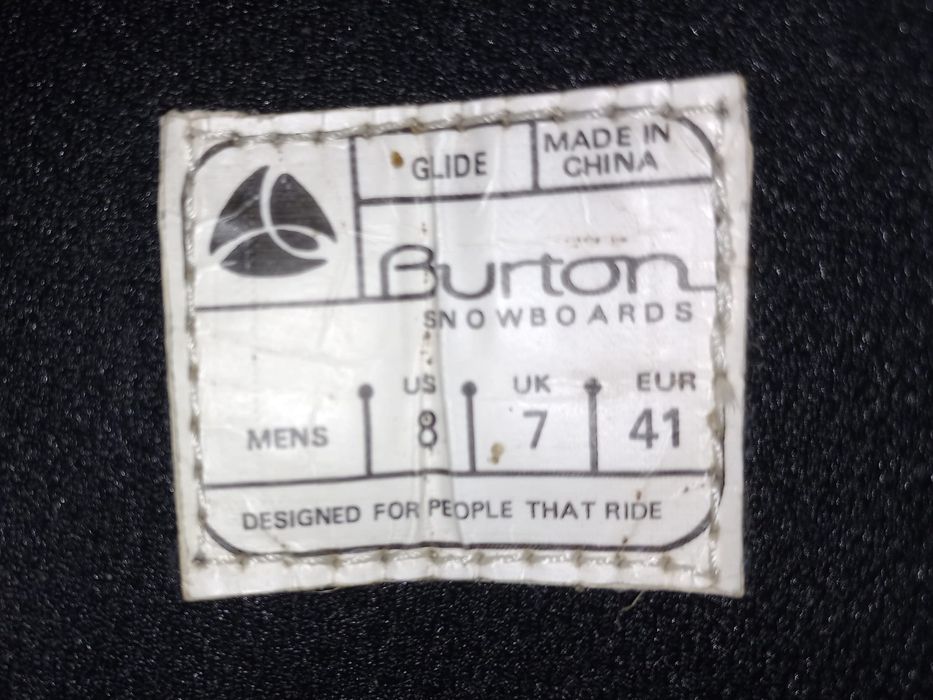 GLIDE
MADE IN
CHINA
Burton
SNOWBOARDS
US UK EUR
MENS 8 7 41
DESIGNED FOR PEOPLE THAT RIDE